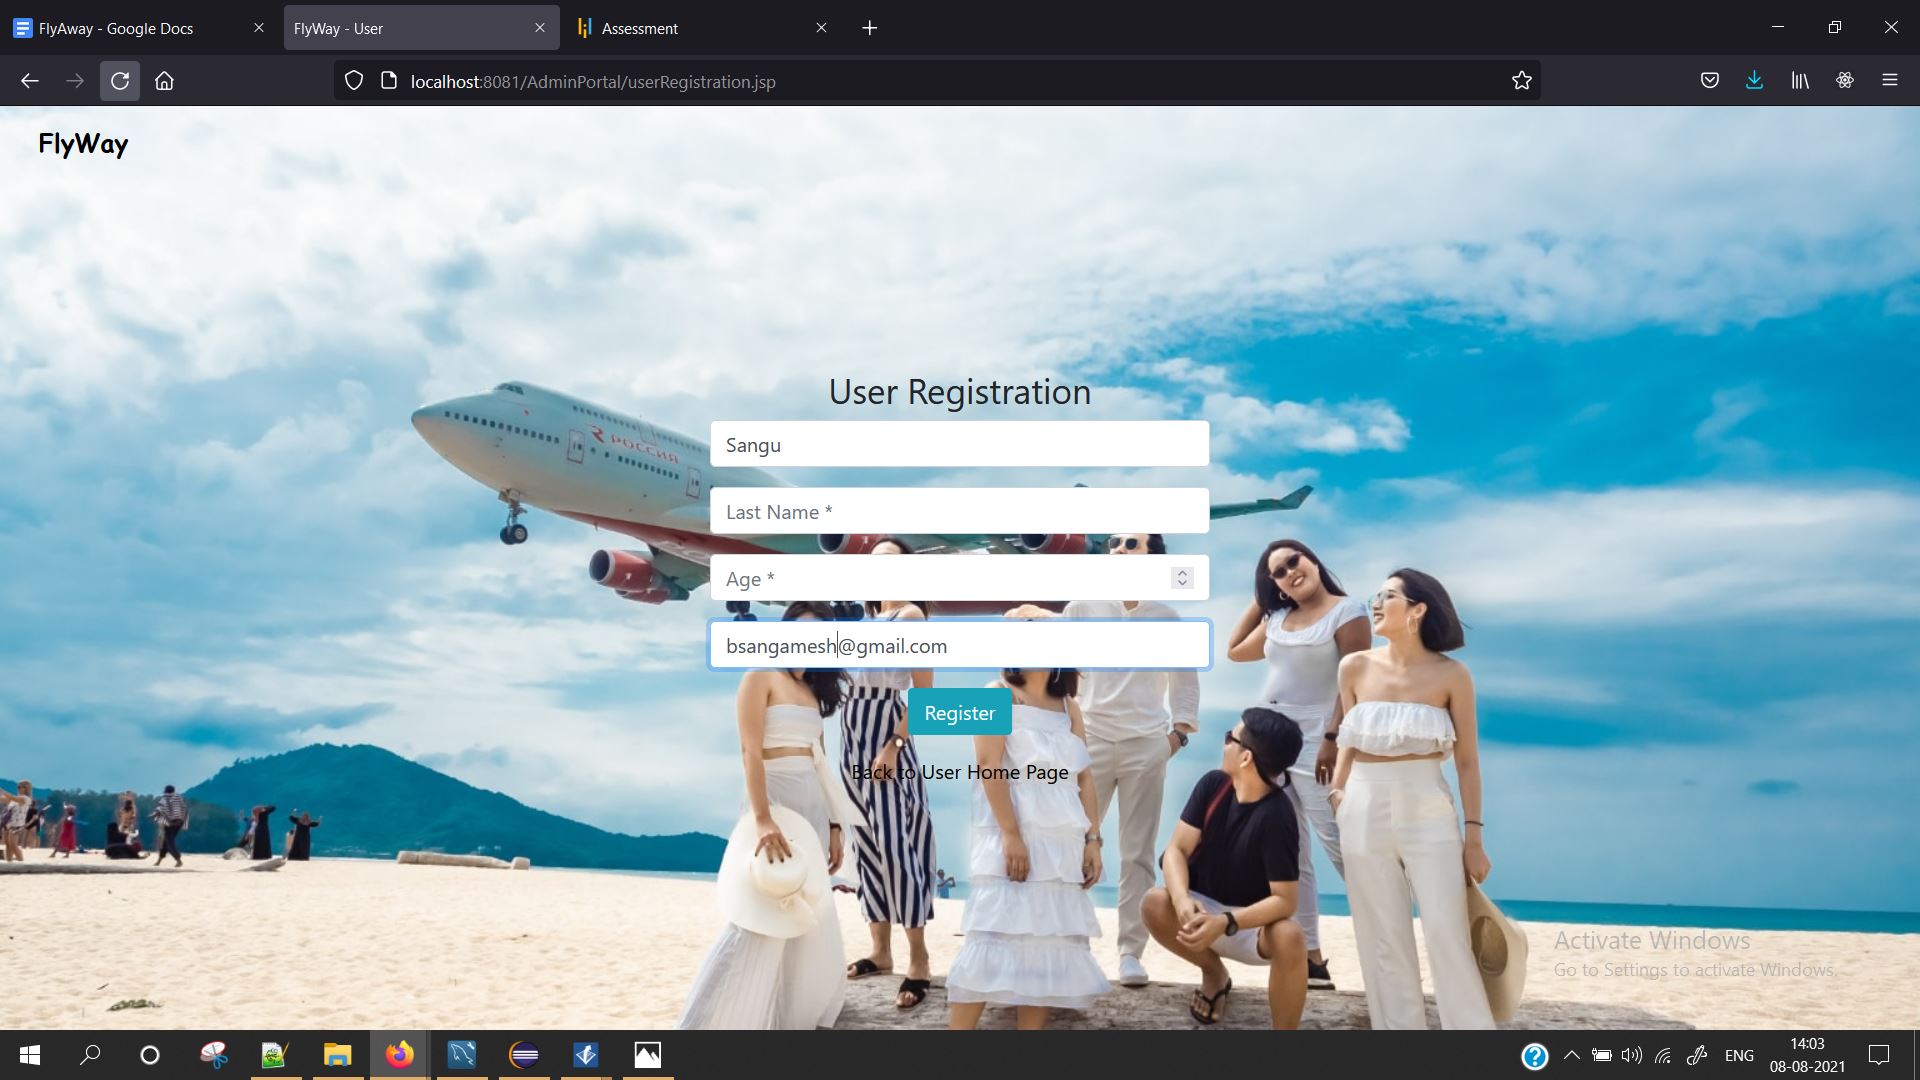 FlyAway - Google Docs
FlyWay - User
Assessment
localhost:8081/AdminPortal/userRegistration.jsp
FlyWay
РОССИЯ
User Registration
Sangu
Last Name *
Age *
bsangamesh@gmail.com
Register
Back to User Home Page
Activate Windows
Go to Settings to activate Windows.
ENG
14:03
08-08-2021